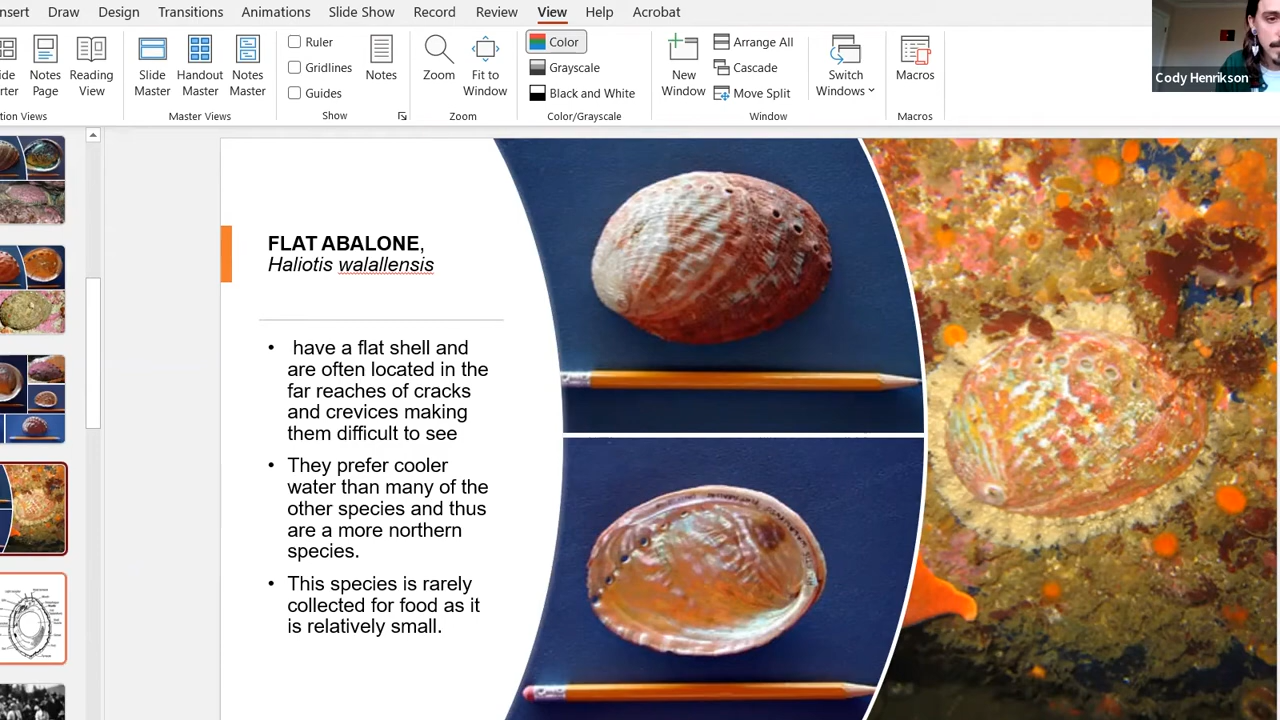 nsert Draw Design Transitions Animations Slide Show Record Review View Help Acrobat
Ruler
Gridlines
Guides
Notes Page
Reading View
Slide Master
Handout Master
Notes Master
Notes
Zoom
Fit to Window
Color
Grayscale
Black and White
New Window
Arrange All
Cascade
Move Split
Switch Windows
Macros
tion Views
Master Views
Show
Zoom
Color/Grayscale
Window
Macros
Cody Henrikson
FLAT ABALONE,
Haliotis walallensis
• have a flat shell and
are often located in the
far reaches of cracks
and crevices making
them difficult to see
• They prefer cooler
water than many of the
other species and thus
are a more northern
species.
• This species is rarely
collected for food as it
is relatively small.